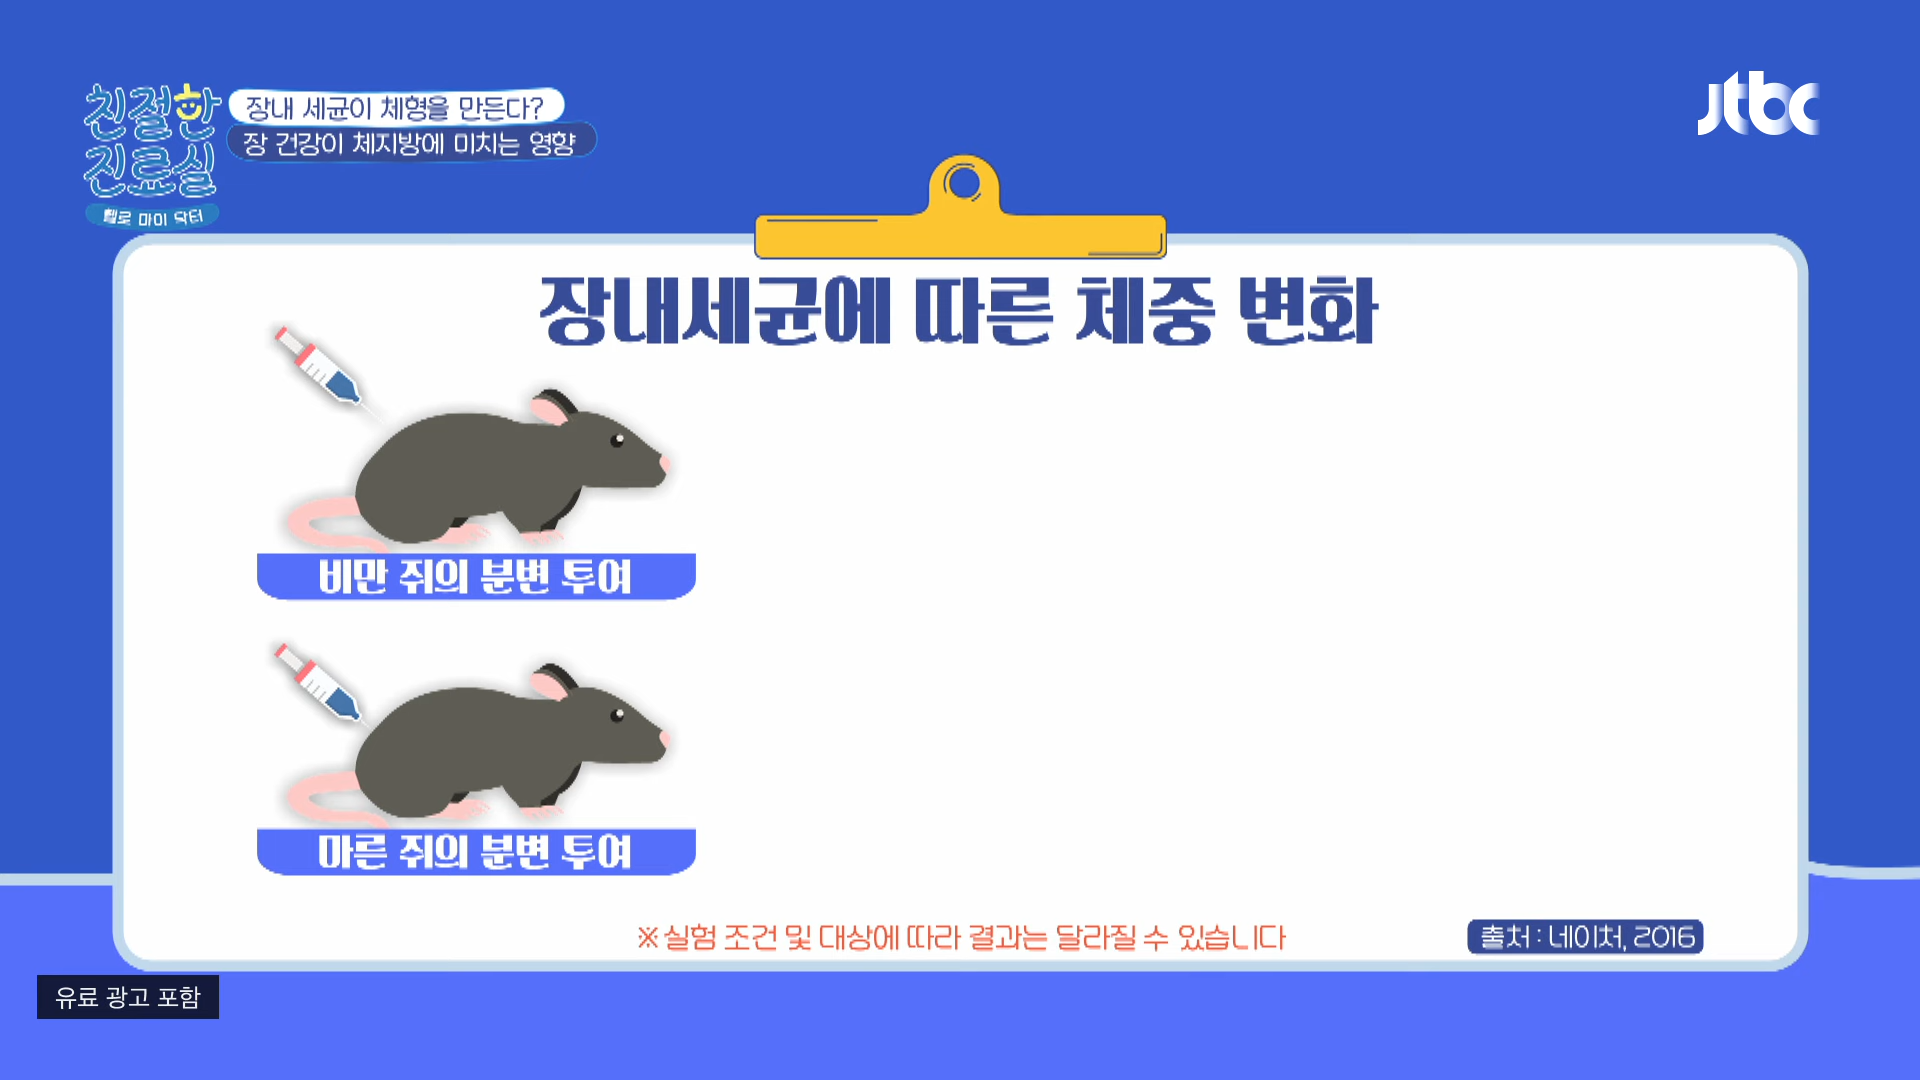 친절한
진료실
헬로 마이 닥터
장내 세균이 체형을 만든다?
장 건강이 체지방에 미치는 영향
jtbc
장내세균에 따른 체중 변화
비만 쥐의 분변 투여
마른 쥐의 분변 투여
※실험 조건 및 대상에 따라 결과는 달라질 수 있습니다
출처 : 네이처, 2016
유료 광고 포함